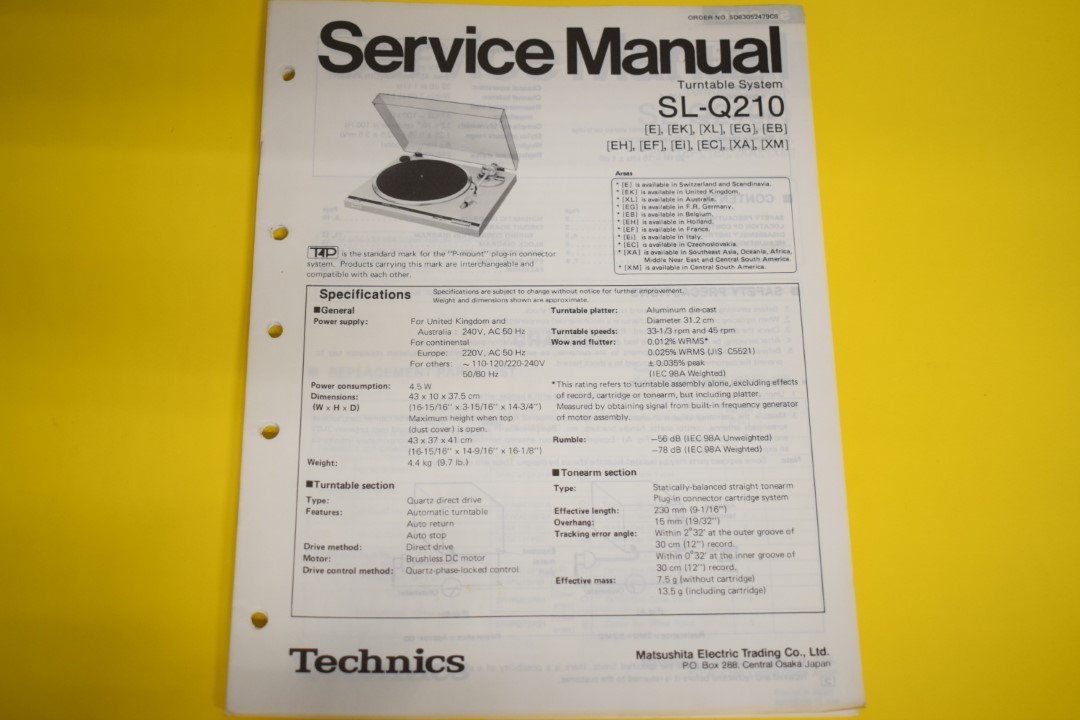 ORDER NO. SD83052479C8
Service Manual
Turntable System
SL-Q210
[E], [EK], [XL], [EG], [EB]
[EH], [EF], [Ei], [EC], [XA], [XM]
Areas
* [E] is available in Switzerland and Scandinavia.
* [EK] is available in United Kingdom.
* [XL] is available in Australia.
* [EG] is available in F.R. Germany.
* [EB] is available in Belgium.
* [EH] is available in Holland.
* [EF] is available in France.
* [Ei] is available in Italy.
* [EC] is available in Czechoslovakia.
* [XA] is available in Southeast Asia, Oceania, Africa,
Middle Near East and Central South America.
* [XM] is available in Central South America.
T4P is the standard mark for the "P-mount" plug-in connector
system. Products carrying this mark are interchangeable and
compatible with each other.
Specifications
Specifications are subject to change without notice for further improvement.
Weight and dimensions shown are approximate.
■General
Power supply: For United Kingdom and
Australia : 240V, AC 50 Hz
For continental
Europe: 220V, AC 50 Hz
For others: ~ 110-120/220-240V
50/60 Hz
Power consumption: 4.5 W
Dimensions: 43 x 10 x 37.5 cm
(W x H x D) (16-15/16" x 3-15/16" x 14-3/4")
Maximum height when top
(dust cover) is open.
43 x 37 x 41 cm
(16-15/16" x 14-9/16" x 16-1/8")
Weight: 4.4 kg (9.7 lb.)
■Turntable section
Type: Quartz direct drive
Features: Automatic turntable
Auto return
Auto stop
Drive method: Direct drive
Motor: Brushless DC motor
Drive control method: Quartz-phase-locked control
Turntable platter: Aluminum die-cast
Diameter 31.2 cm
Turntable speeds: 33-1/3 rpm and 45 rpm
Wow and flutter: 0.012% WRMS*
0.025% WRMS (JIS C5521)
± 0.035% peak
(IEC 98A Weighted)
*This rating refers to turntable assembly alone, excluding effects
of record, cartridge or tonearm, but including platter.
Measured by obtaining signal from built-in frequency generator
of motor assembly.
Rumble: −56 dB (IEC 98A Unweighted)
−78 dB (IEC 98A Weighted)
■Tonearm section
Type: Statically-balanced straight tonearm
Plug-in connector cartridge system
Effective length: 230 mm (9-1/16")
Overhang: 15 mm (19/32")
Tracking error angle: Within 2°32' at the outer groove of
30 cm (12") record.
Within 0°32' at the inner groove of
30 cm (12") record.
Effective mass: 7.5 g (without cartridge)
13.5 g (including cartridge)
Technics
Matsushita Electric Trading Co., Ltd.
P.O. Box 288, Central Osaka Japan